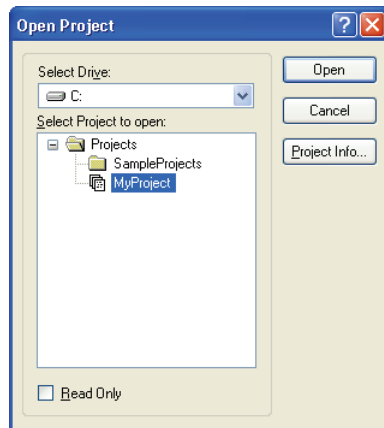 Open Project
Select Drive:
C:
Select Project to open:
Projects
SampleProjects
MyProject
Read Only
Open
Cancel
Project Info...